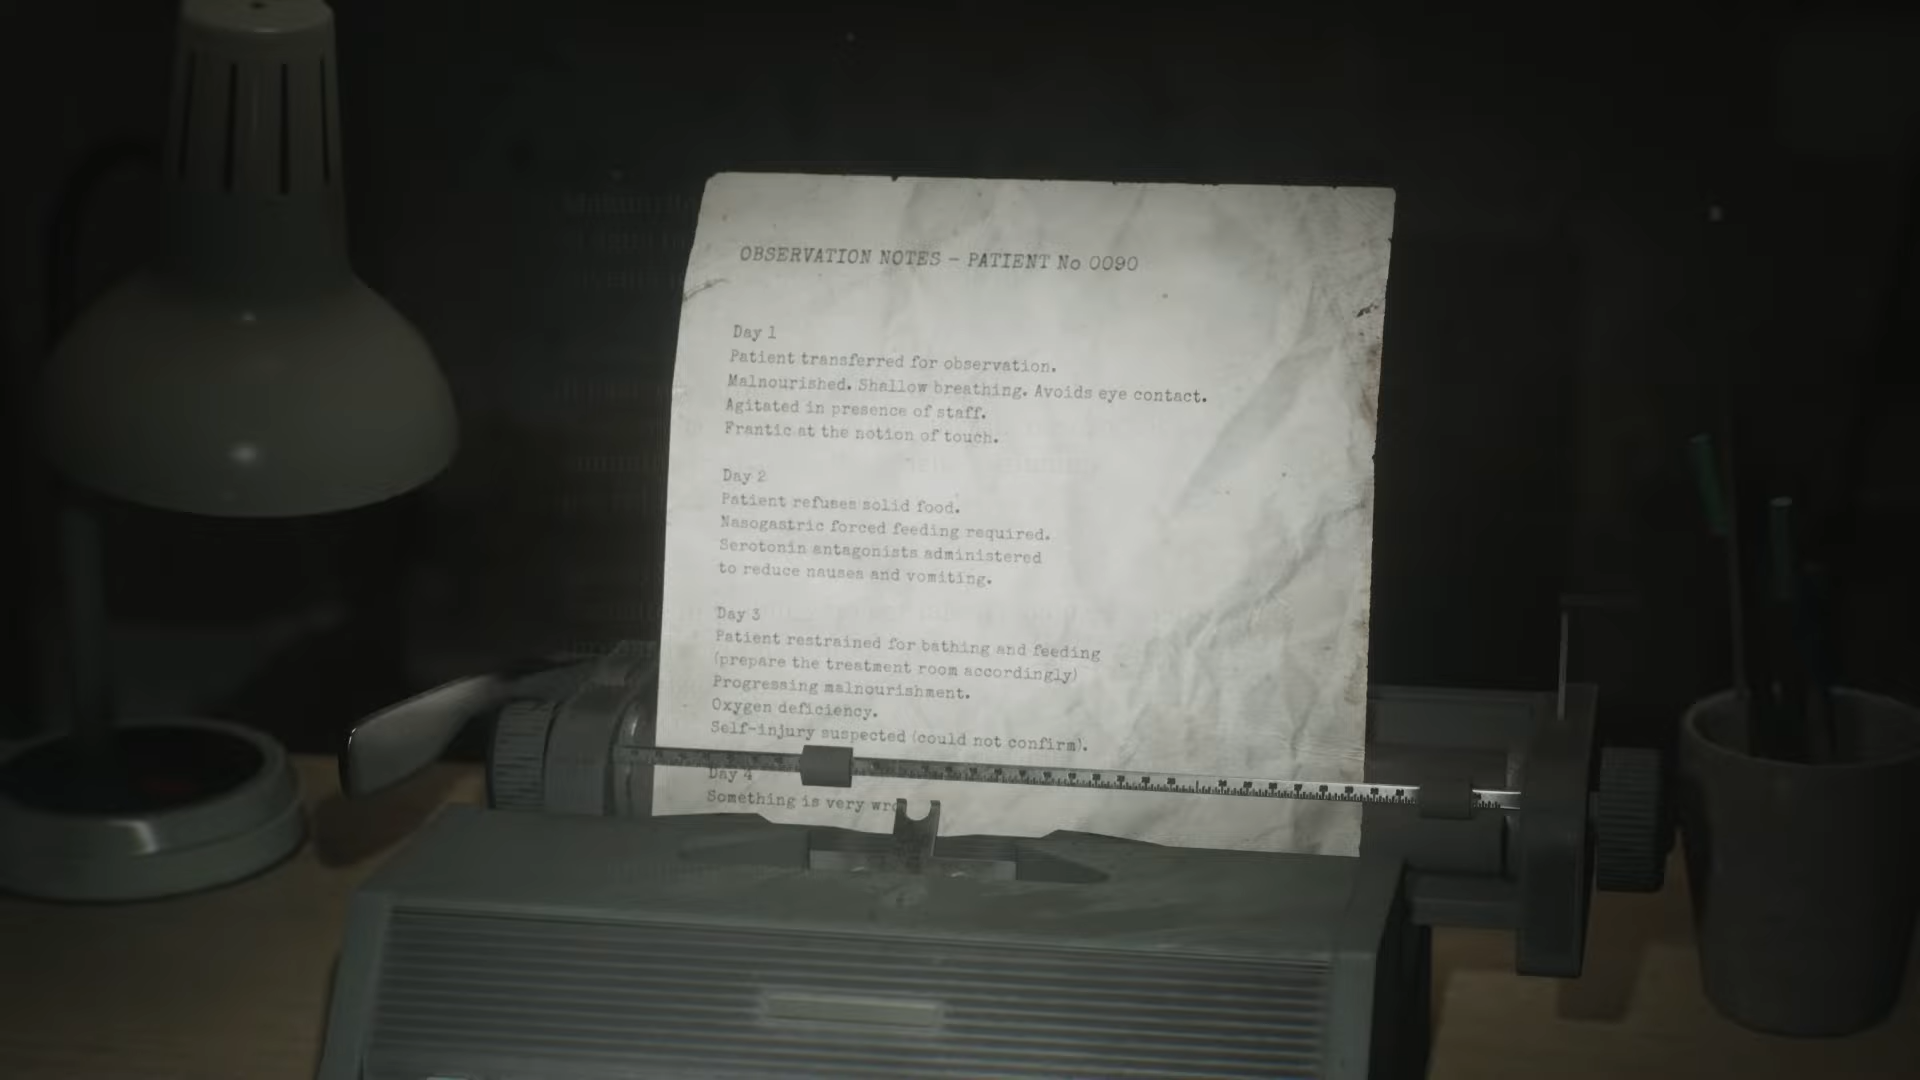 OBSERVATION NOTES - PATIENT No 0090
Day 1
Patient transferred for observation.
Malnourished. Shallow breathing. Avoids eye contact.
Agitated in presence of staff.
Frantic at the notion of touch.
Day 2
Patient refuses solid food.
Nasogastric forced feeding required.
Serotonin antagonists administered
to reduce nausea and vomiting.
Day 3
Patient restrained for bathing and feeding
(prepare the treatment room accordingly)
Progressing malnourishment.
Oxygen deficiency.
Self-injury suspected (could not confirm).
Day 4
Something is very wro